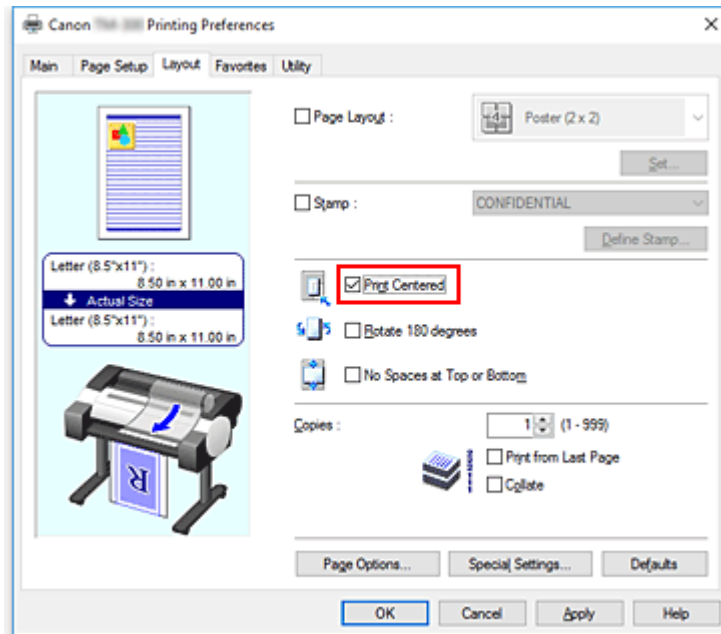 Canon Printing Preferences
Main Page Setup Layout Favorites Utility
Page Layout :
4
Poster (2 x 2)
Set...
Stamp :
CONFIDENTIAL
Define Stamp...
Letter (8.5"x11") :
8.50 in x 11.00 in
Actual Size
Letter (8.5"x11") :
8.50 in x 11.00 in
Print Centered
Rotate 180 degrees
No Spaces at Top or Bottom
Copies :
1 (1 - 999)
Print from Last Page
Collate
R
Page Options... Special Settings... Defaults
OK Cancel Apply Help